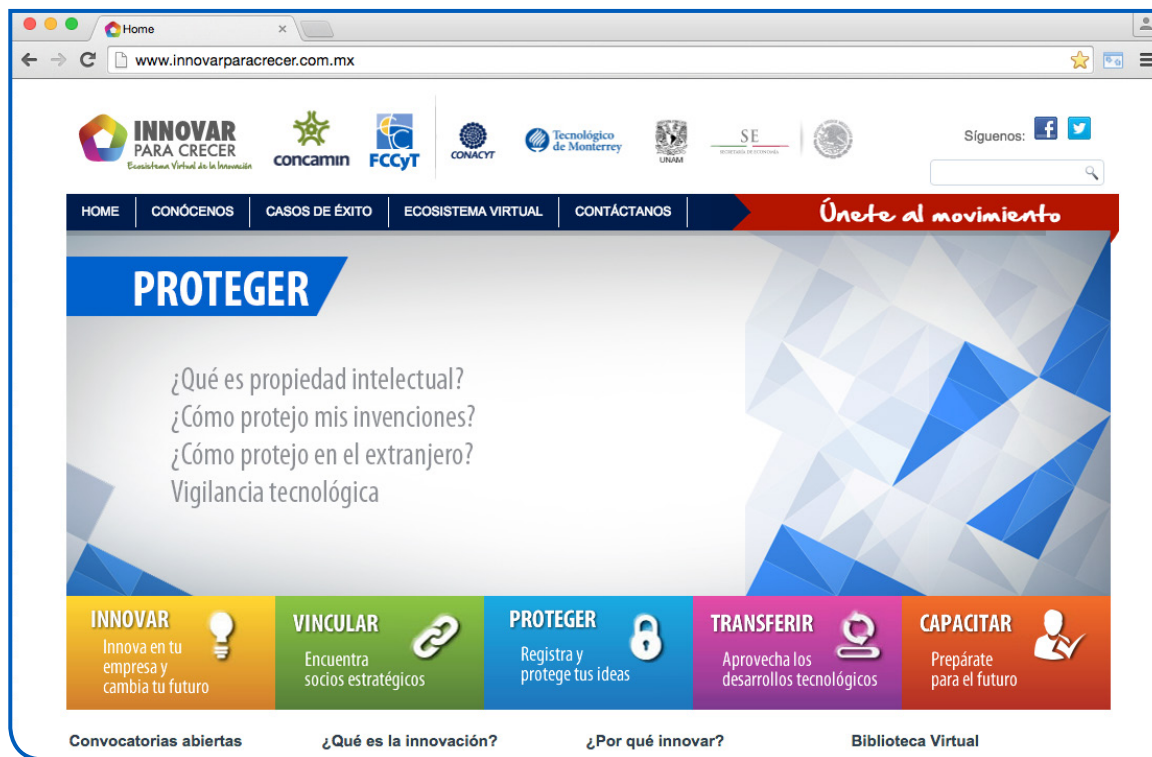 Home
www.innovarparacrecer.com.mx
INNOVAR
PARA CRECER
Ecosistema Virtual de la Innovación
concamin
FCCyT
CONACYT
Tecnológico
de Monterrey
UNAM
SE
SECRETARÍA DE ECONOMÍA
Síguenos:
HOME
CONÓCENOS
CASOS DE ÉXITO
ECOSISTEMA VIRTUAL
CONTÁCTANOS
Únete al movimiento
PROTEGER
¿Qué es propiedad intelectual?
¿Cómo protejo mis invenciones?
¿Cómo protejo en el extranjero?
Vigilancia tecnológica
INNOVAR
Innova en tu
empresa y
cambia tu futuro
VINCULAR
Encuentra
socios estratégicos
PROTEGER
Registra y
protege tus ideas
TRANSFERIR
Aprovecha los
desarrollos tecnológicos
CAPACITAR
Prepárate
para el futuro
Convocatorias abiertas
¿Qué es la innovación?
¿Por qué innovar?
Biblioteca Virtual